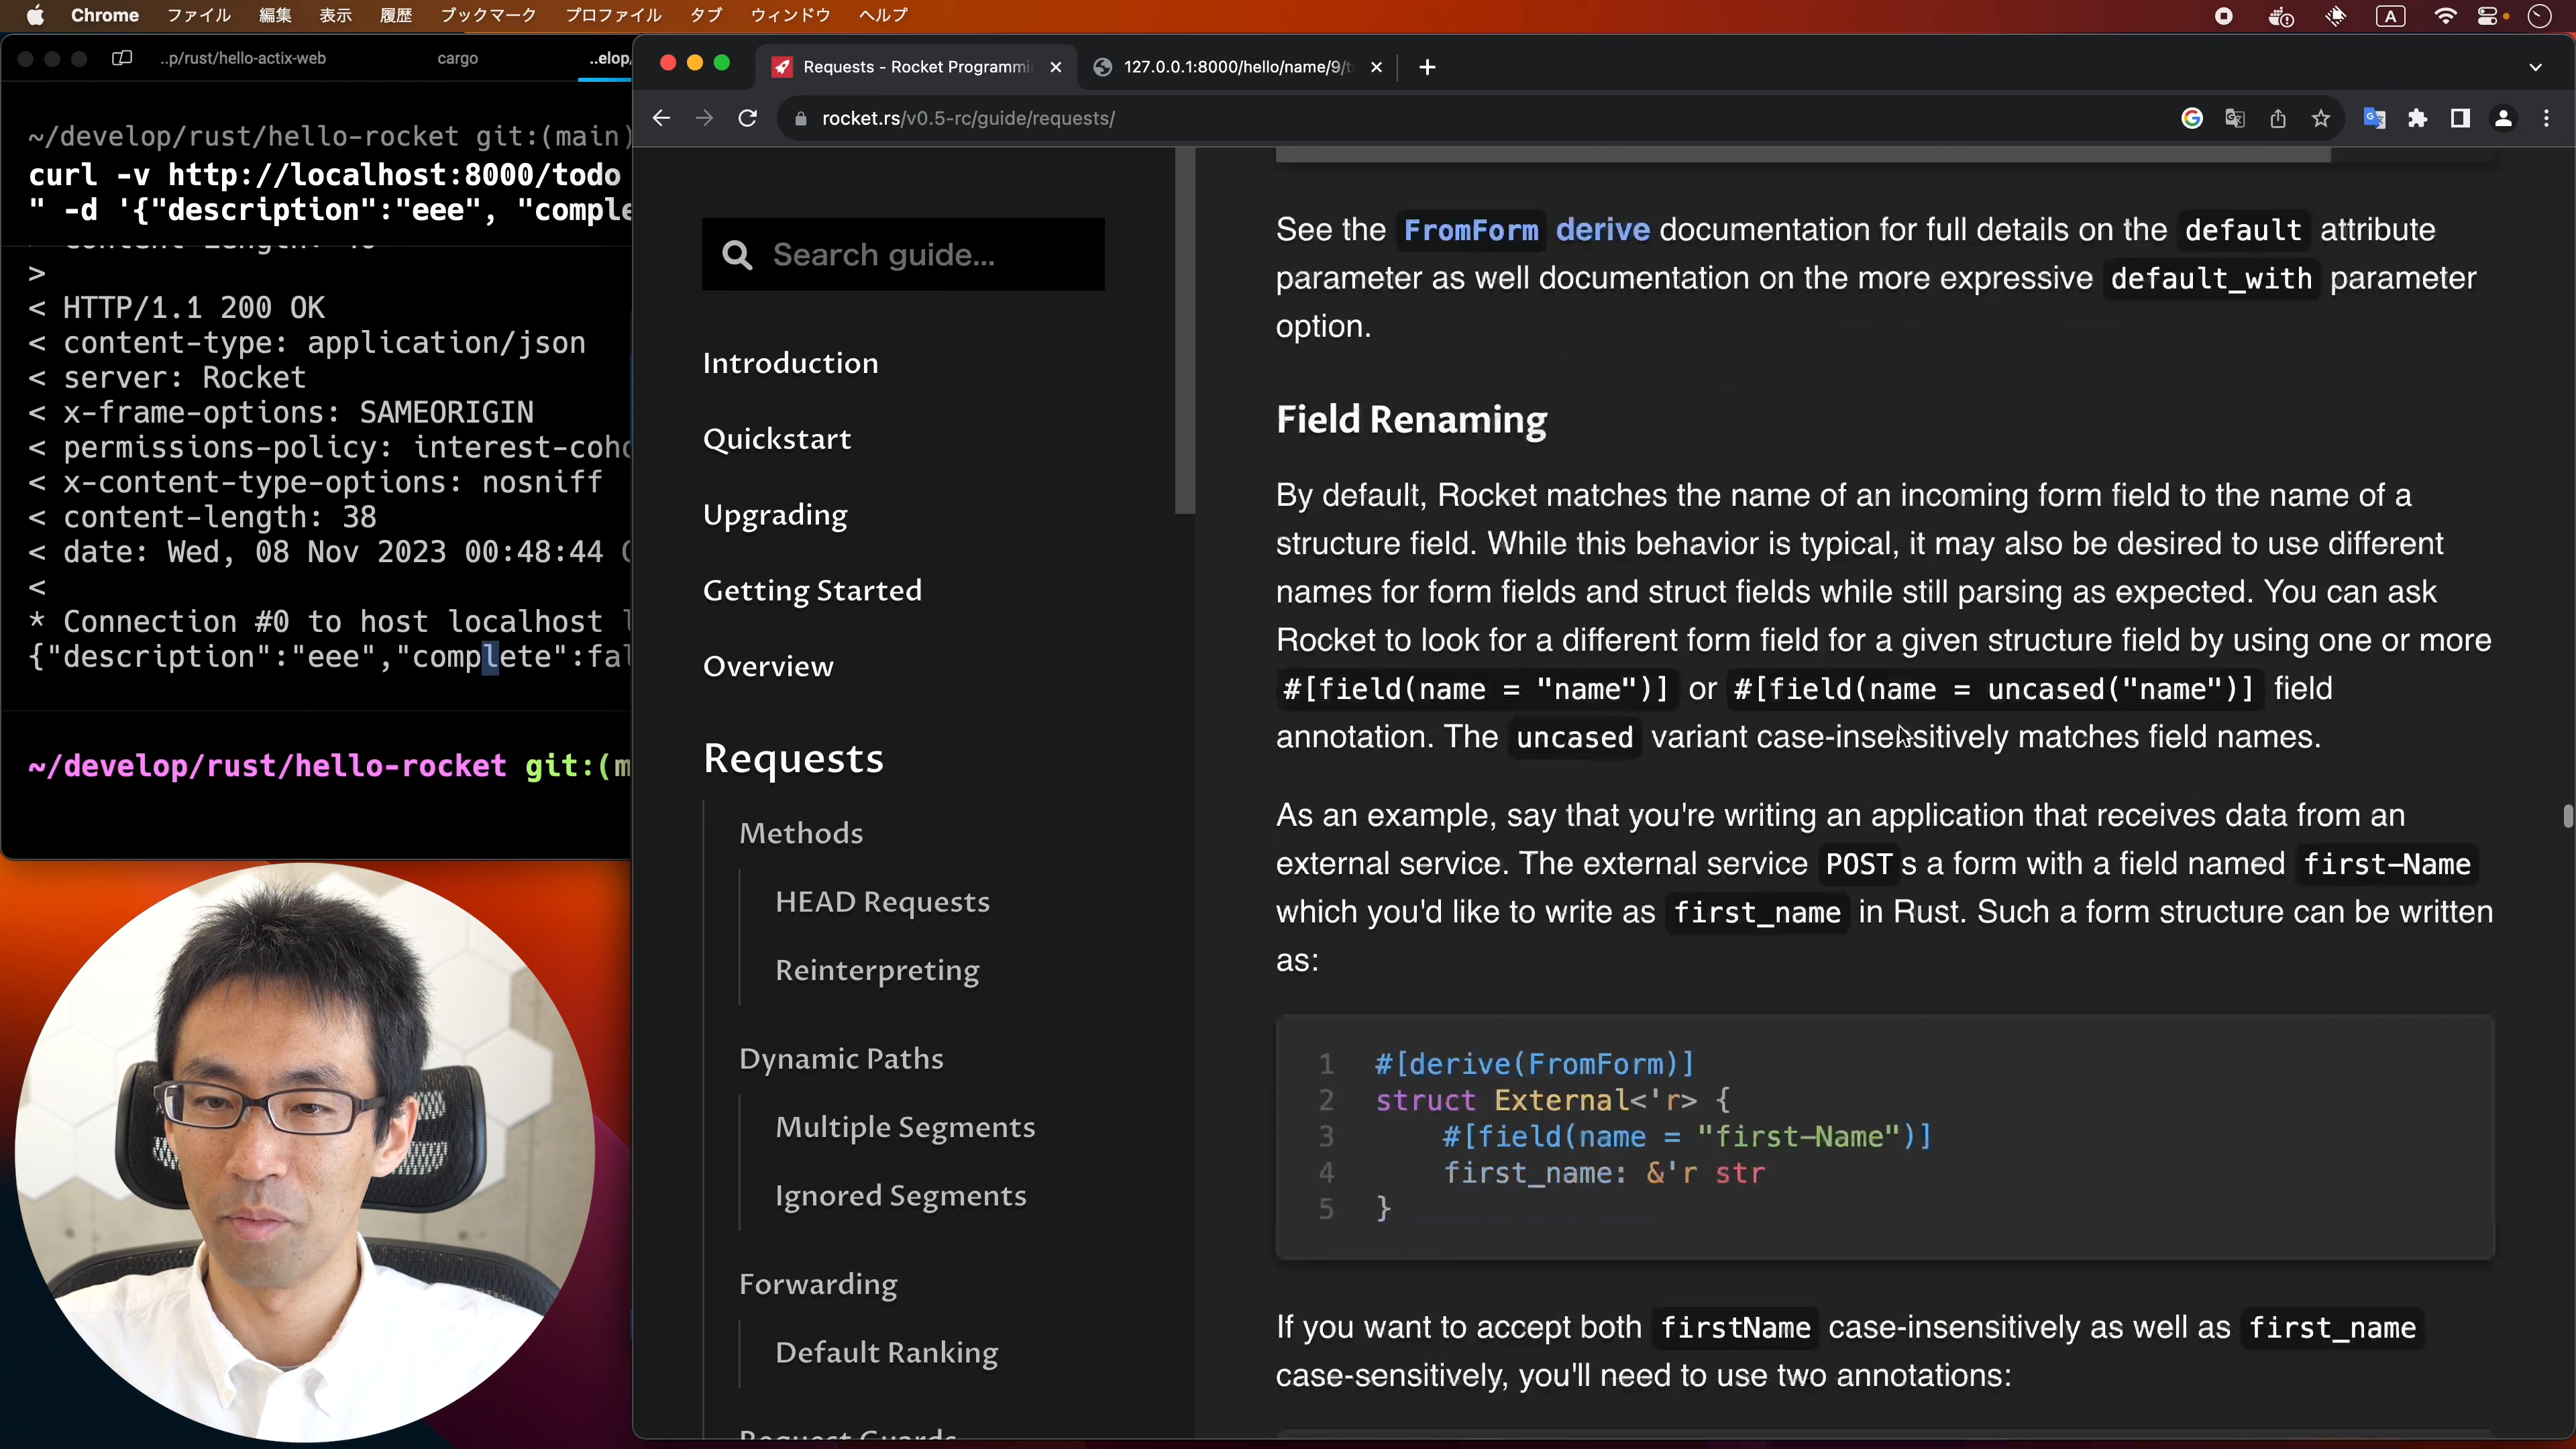 Chrome ファイル 編集 表示 履歴 ブックマーク プロファイル タブ ウィンドウ ヘルプ A
..p/rust/hello-actix-web cargo ..elop/
~/develop/rust/hello-rocket git:(main)
curl -v http://localhost:8000/todo
" -d '{"description":"eee", "comple
>
< HTTP/1.1 200 OK
< content-type: application/json
< server: Rocket
< x-frame-options: SAMEORIGIN
< permissions-policy: interest-coho
< x-content-type-options: nosniff
< content-length: 38
< date: Wed, 08 Nov 2023 00:48:44
<
* Connection #0 to host localhost l
{"description":"eee","complete":fal
~/develop/rust/hello-rocket git:(m
Requests - Rocket Programmi
127.0.0.1:8000/hello/name/9/t
rocket.rs/v0.5-rc/guide/requests/
Search guide...
Introduction
Quickstart
Upgrading
Getting Started
Overview
Requests
Methods
HEAD Requests
Reinterpreting
Dynamic Paths
Multiple Segments
Ignored Segments
Forwarding
Default Ranking
Request Guards
See the FromForm derive documentation for full details on the default attribute
parameter as well documentation on the more expressive default_with parameter
option.
Field Renaming
By default, Rocket matches the name of an incoming form field to the name of a
structure field. While this behavior is typical, it may also be desired to use different
names for form fields and struct fields while still parsing as expected. You can ask
Rocket to look for a different form field for a given structure field by using one or more
#[field(name = "name")] or #[field(name = uncased("name")] field
annotation. The uncased variant case-insensitively matches field names.
As an example, say that you're writing an application that receives data from an
external service. The external service POSTs a form with a field named first-Name
which you'd like to write as first_name in Rust. Such a form structure can be written
as:
1 #[derive(FromForm)]
2 struct External<'r> {
3 #[field(name = "first-Name")]
4 first_name: &'r str
5 }
If you want to accept both firstName case-insensitively as well as first_name
case-sensitively, you'll need to use two annotations: